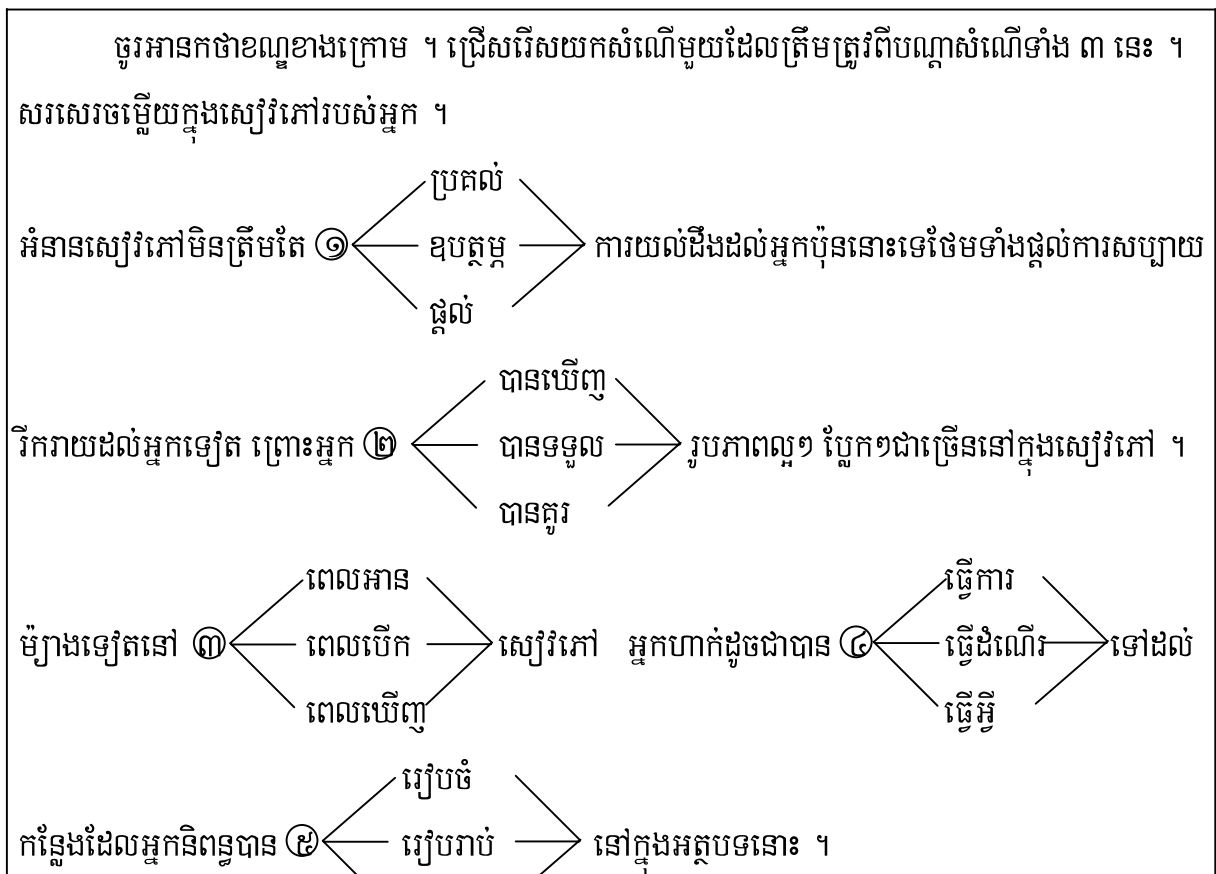 ចូរអានកថាខណ្ឌខាងក្រោម ។ ជ្រើសរើសយកសំណើមួយដែលត្រឹមត្រូវពីបណ្តាសំណើទាំង ៣ នេះ ។
សរសេរចម្លើយក្នុងសៀវភៅរបស់អ្នក ។
ប្រគល់
អំនានសៀវភៅមិនត្រឹមតែ ១ ឧបត្ថម្ភ ការយល់ដឹងដល់អ្នកប៉ុននោះទេថែមទាំងផ្តល់ការសប្បាយ
ផ្តល់
បានឃើញ
រីករាយដល់អ្នកទៀត ព្រោះអ្នក ២ បានទទួល រូបភាពល្អៗ ប្លែកៗជាច្រើននៅក្នុងសៀវភៅ ។
បានគូរ
ពេលអាន ធ្វើការ
ម៉្យាងទៀតនៅ ៣ ពេលបើក សៀវភៅ អ្នកហាក់ដូចជាបាន ៤ ធ្វើដំណើរ ទៅដល់
ពេលឃើញ ធ្វើអ្វី
រៀបចំ
កន្លែងដែលអ្នកនិពន្ធបាន ៥ រៀបរាប់ នៅក្នុងអត្ថបទនោះ ។